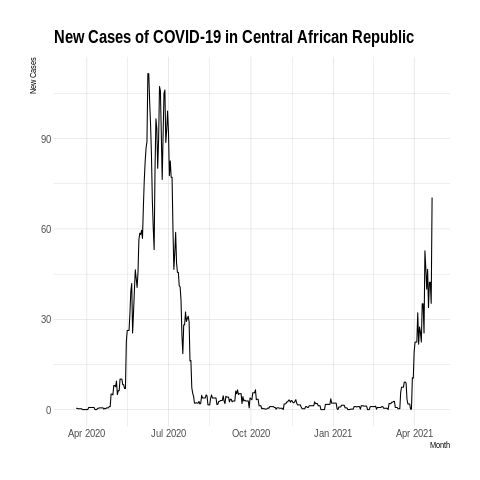 New Cases of COVID-19 in Central African Republic
New Cases
90
60
30
0
Apr 2020 Jul 2020 Oct 2020 Jan 2021 Apr 2021
Month